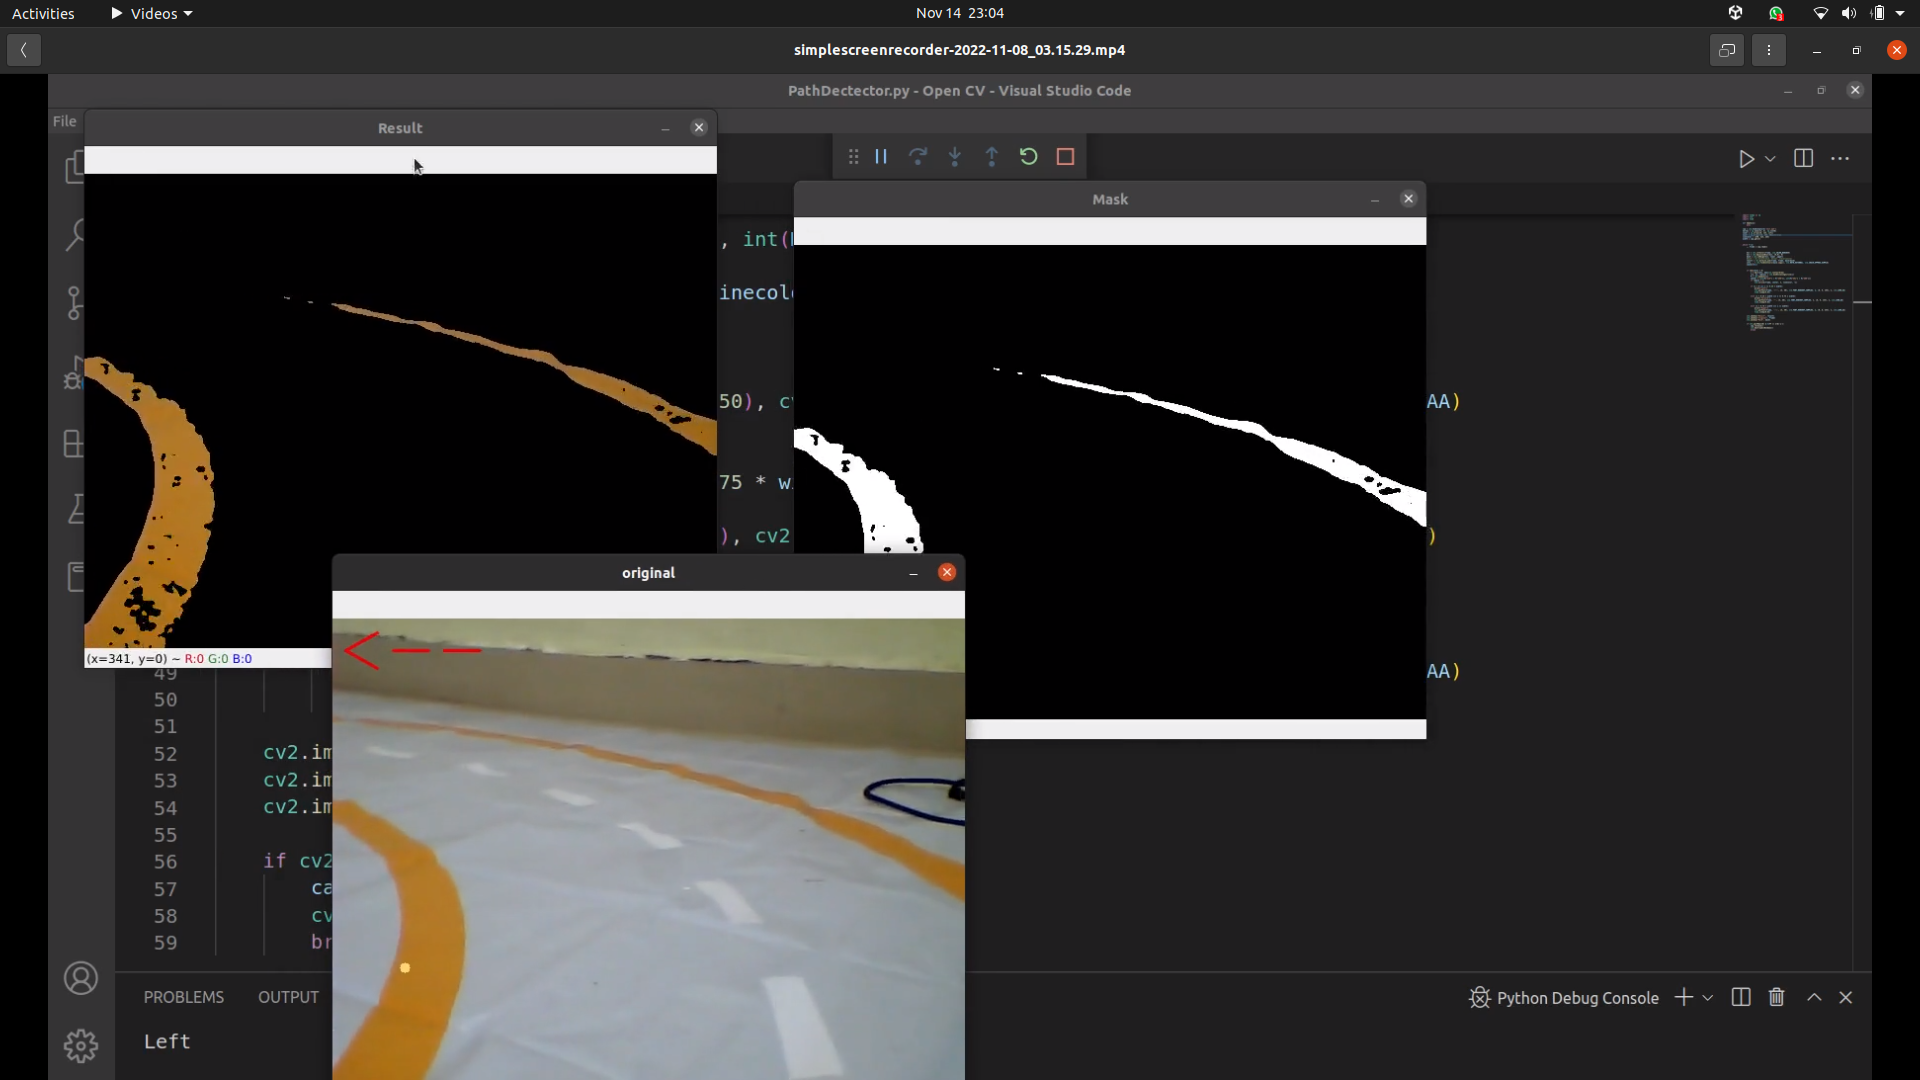 Activities Videos Nov 14 23:04
simplescreenrecorder-2022-11-08_03.15.29.mp4
PathDectector.py - Open CV - Visual Studio Code
File
Result
Mask
, int(
inecol
50), c
AA)
75 * w
), cv2
)
original
(x=341, y=0) ~ R:0 G:0 B:0
AA)
49
50
51
52 cv2.im
53 cv2.im
54 cv2.im
55
56 if cv2
57 ca
58 cv
59 br
PROBLEMS OUTPUT Python Debug Console
Left